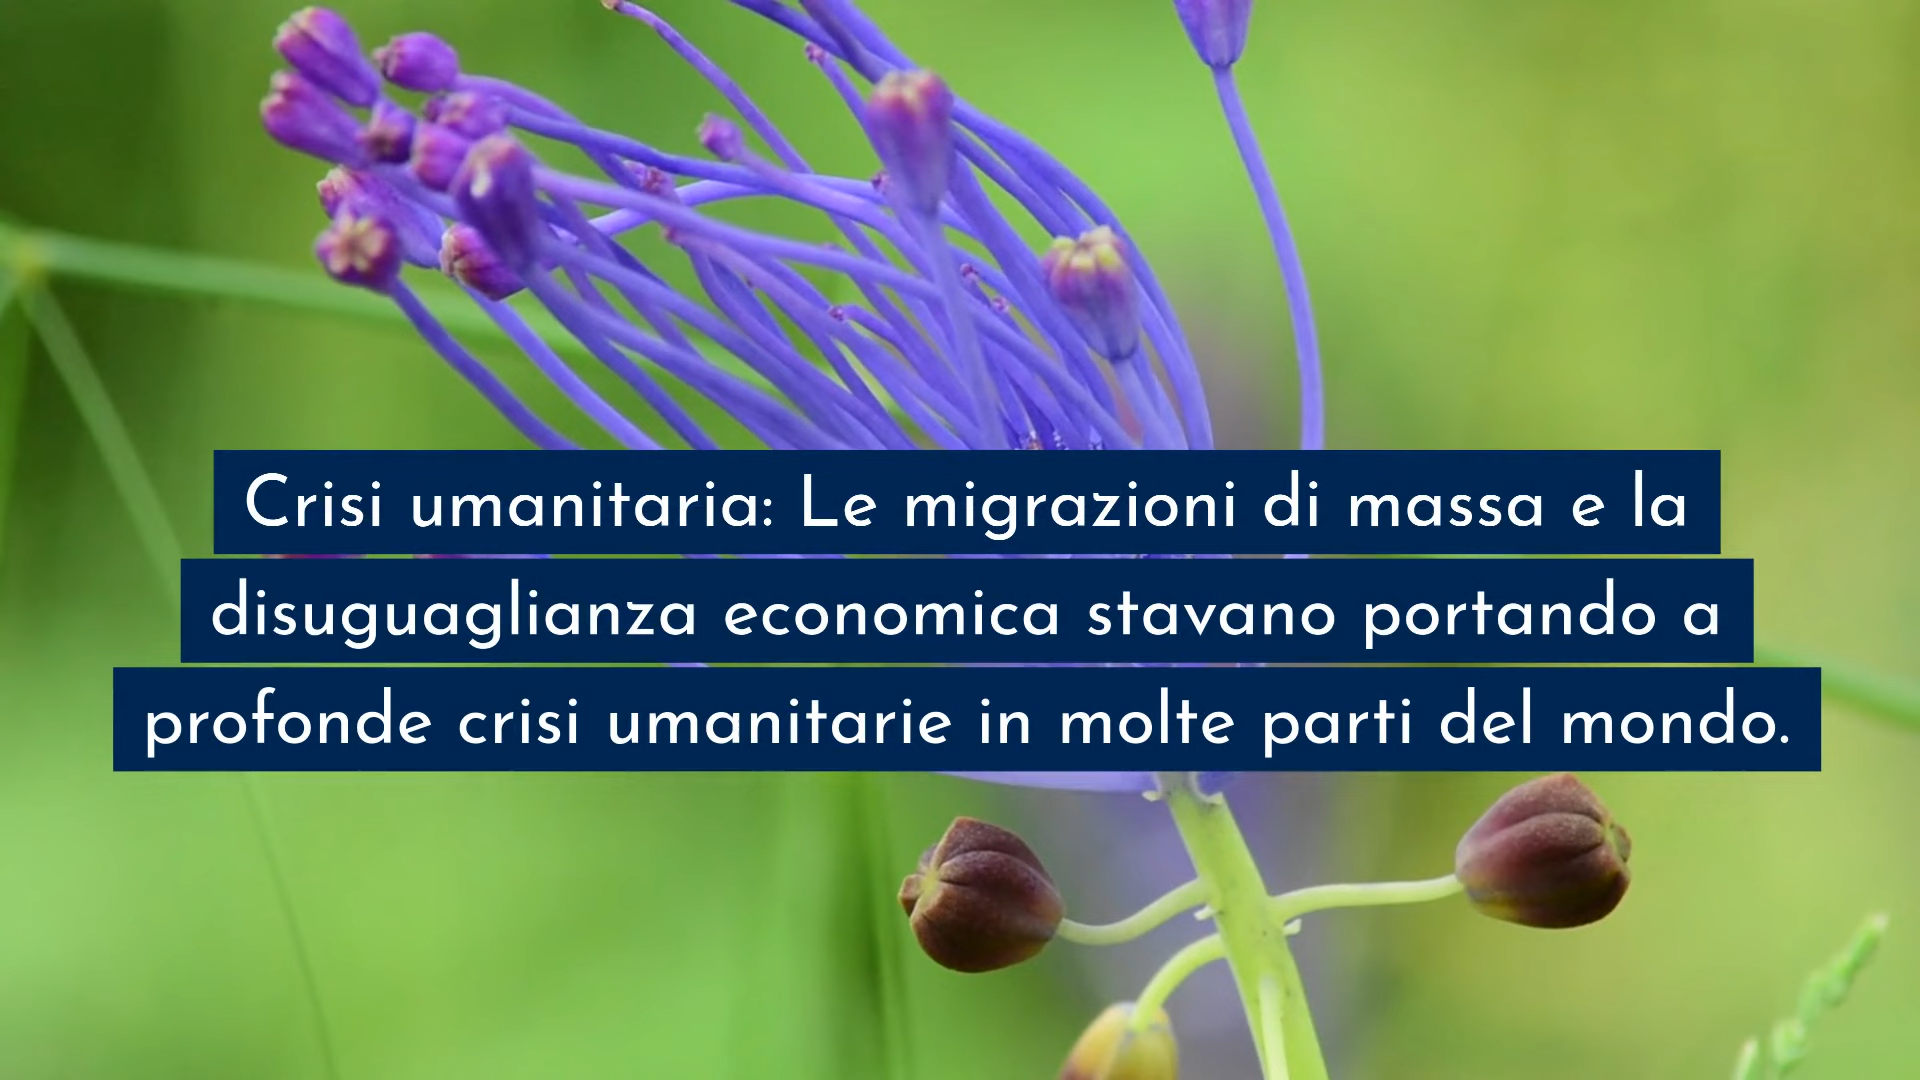 Crisi umanitaria: Le migrazioni di massa e la
disuguaglianza economica stavano portando a
profonde crisi umanitarie in molte parti del mondo.